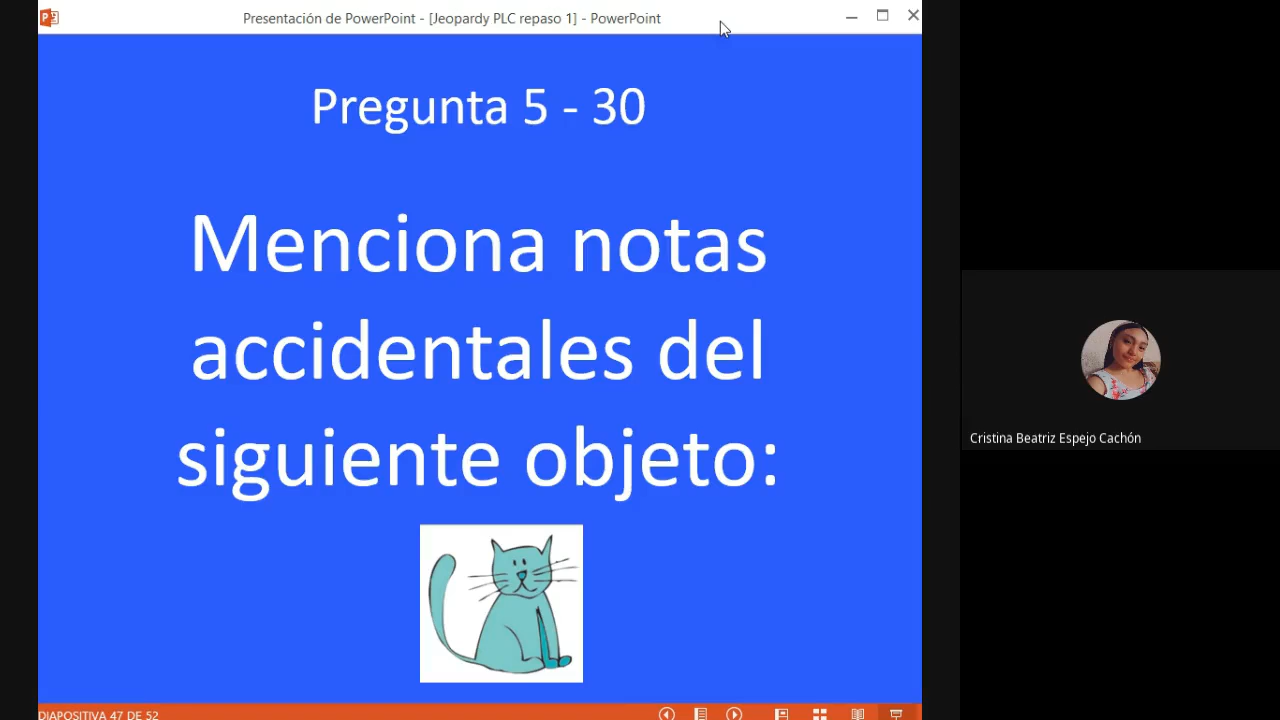 Presentación de PowerPoint - [Jeopardy PLC repaso 1] - PowerPoint
Pregunta 5 - 30
Menciona notas
accidentales del
siguiente objeto:
Cristina Beatriz Espejo Cachón
DIAPOSITIVA 47 DE 52